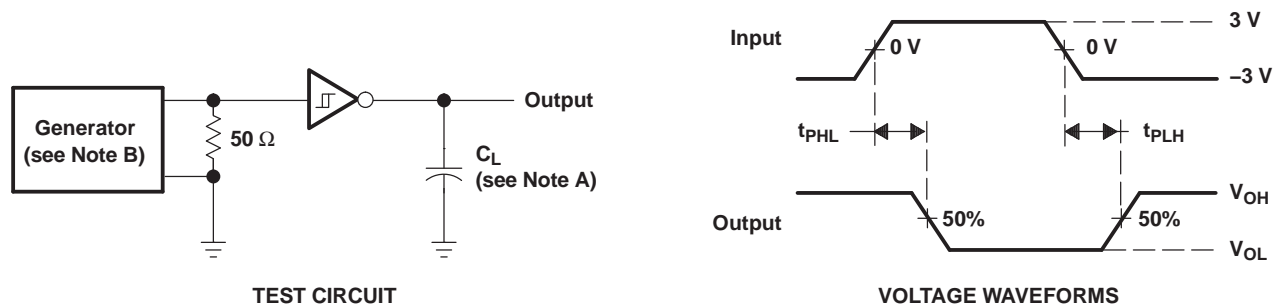 Generator
(see Note B)
50 Ω
Output
C_L
(see Note A)
TEST CIRCUIT
Input
3 V
0 V
0 V
–3 V
t_PHL
t_PLH
Output
50%
50%
V_OH
V_OL
VOLTAGE WAVEFORMS